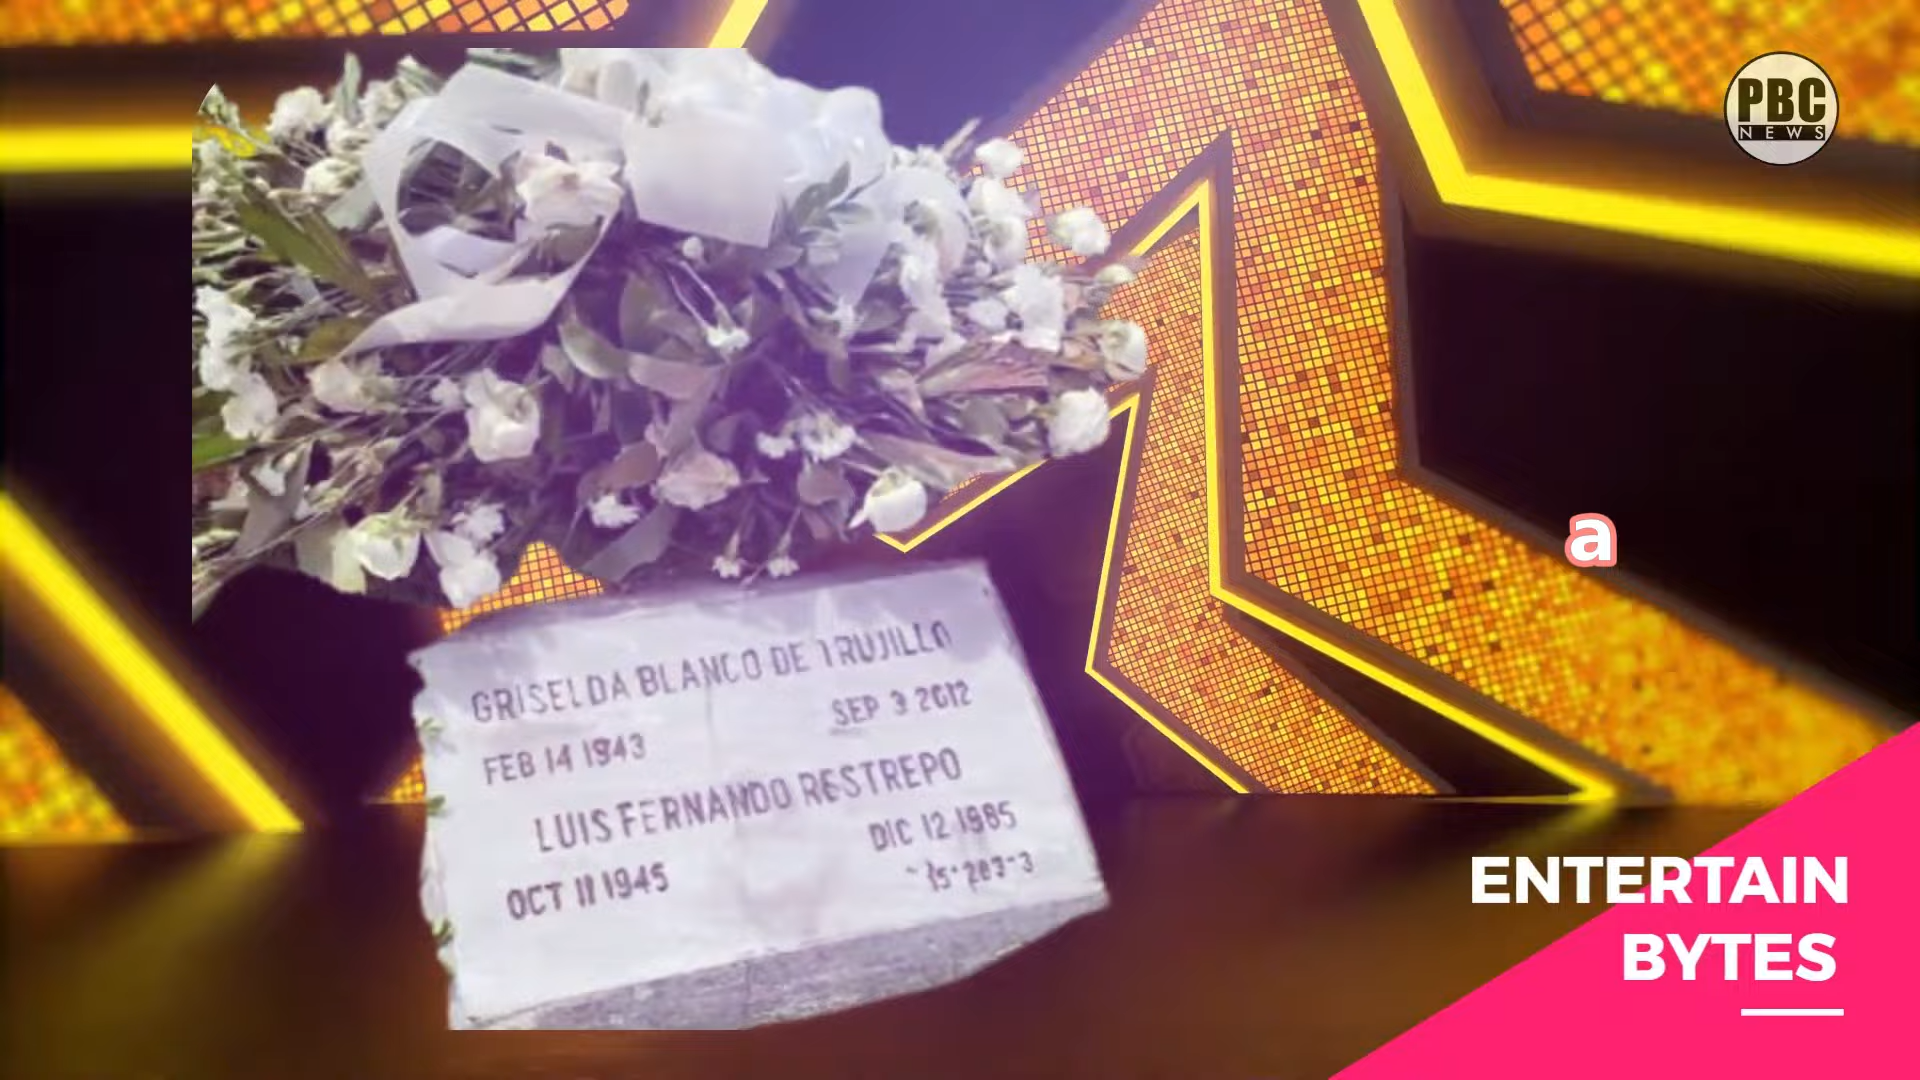 PBC
NEWS
a
GRISELDA BLANCO DE TRUJILLO
SEP 3 2012
FEB 14 1943
LUIS FERNANDO RESTREPO
DIC 12 1985
OCT 11 1945
ENTERTAIN
BYTES